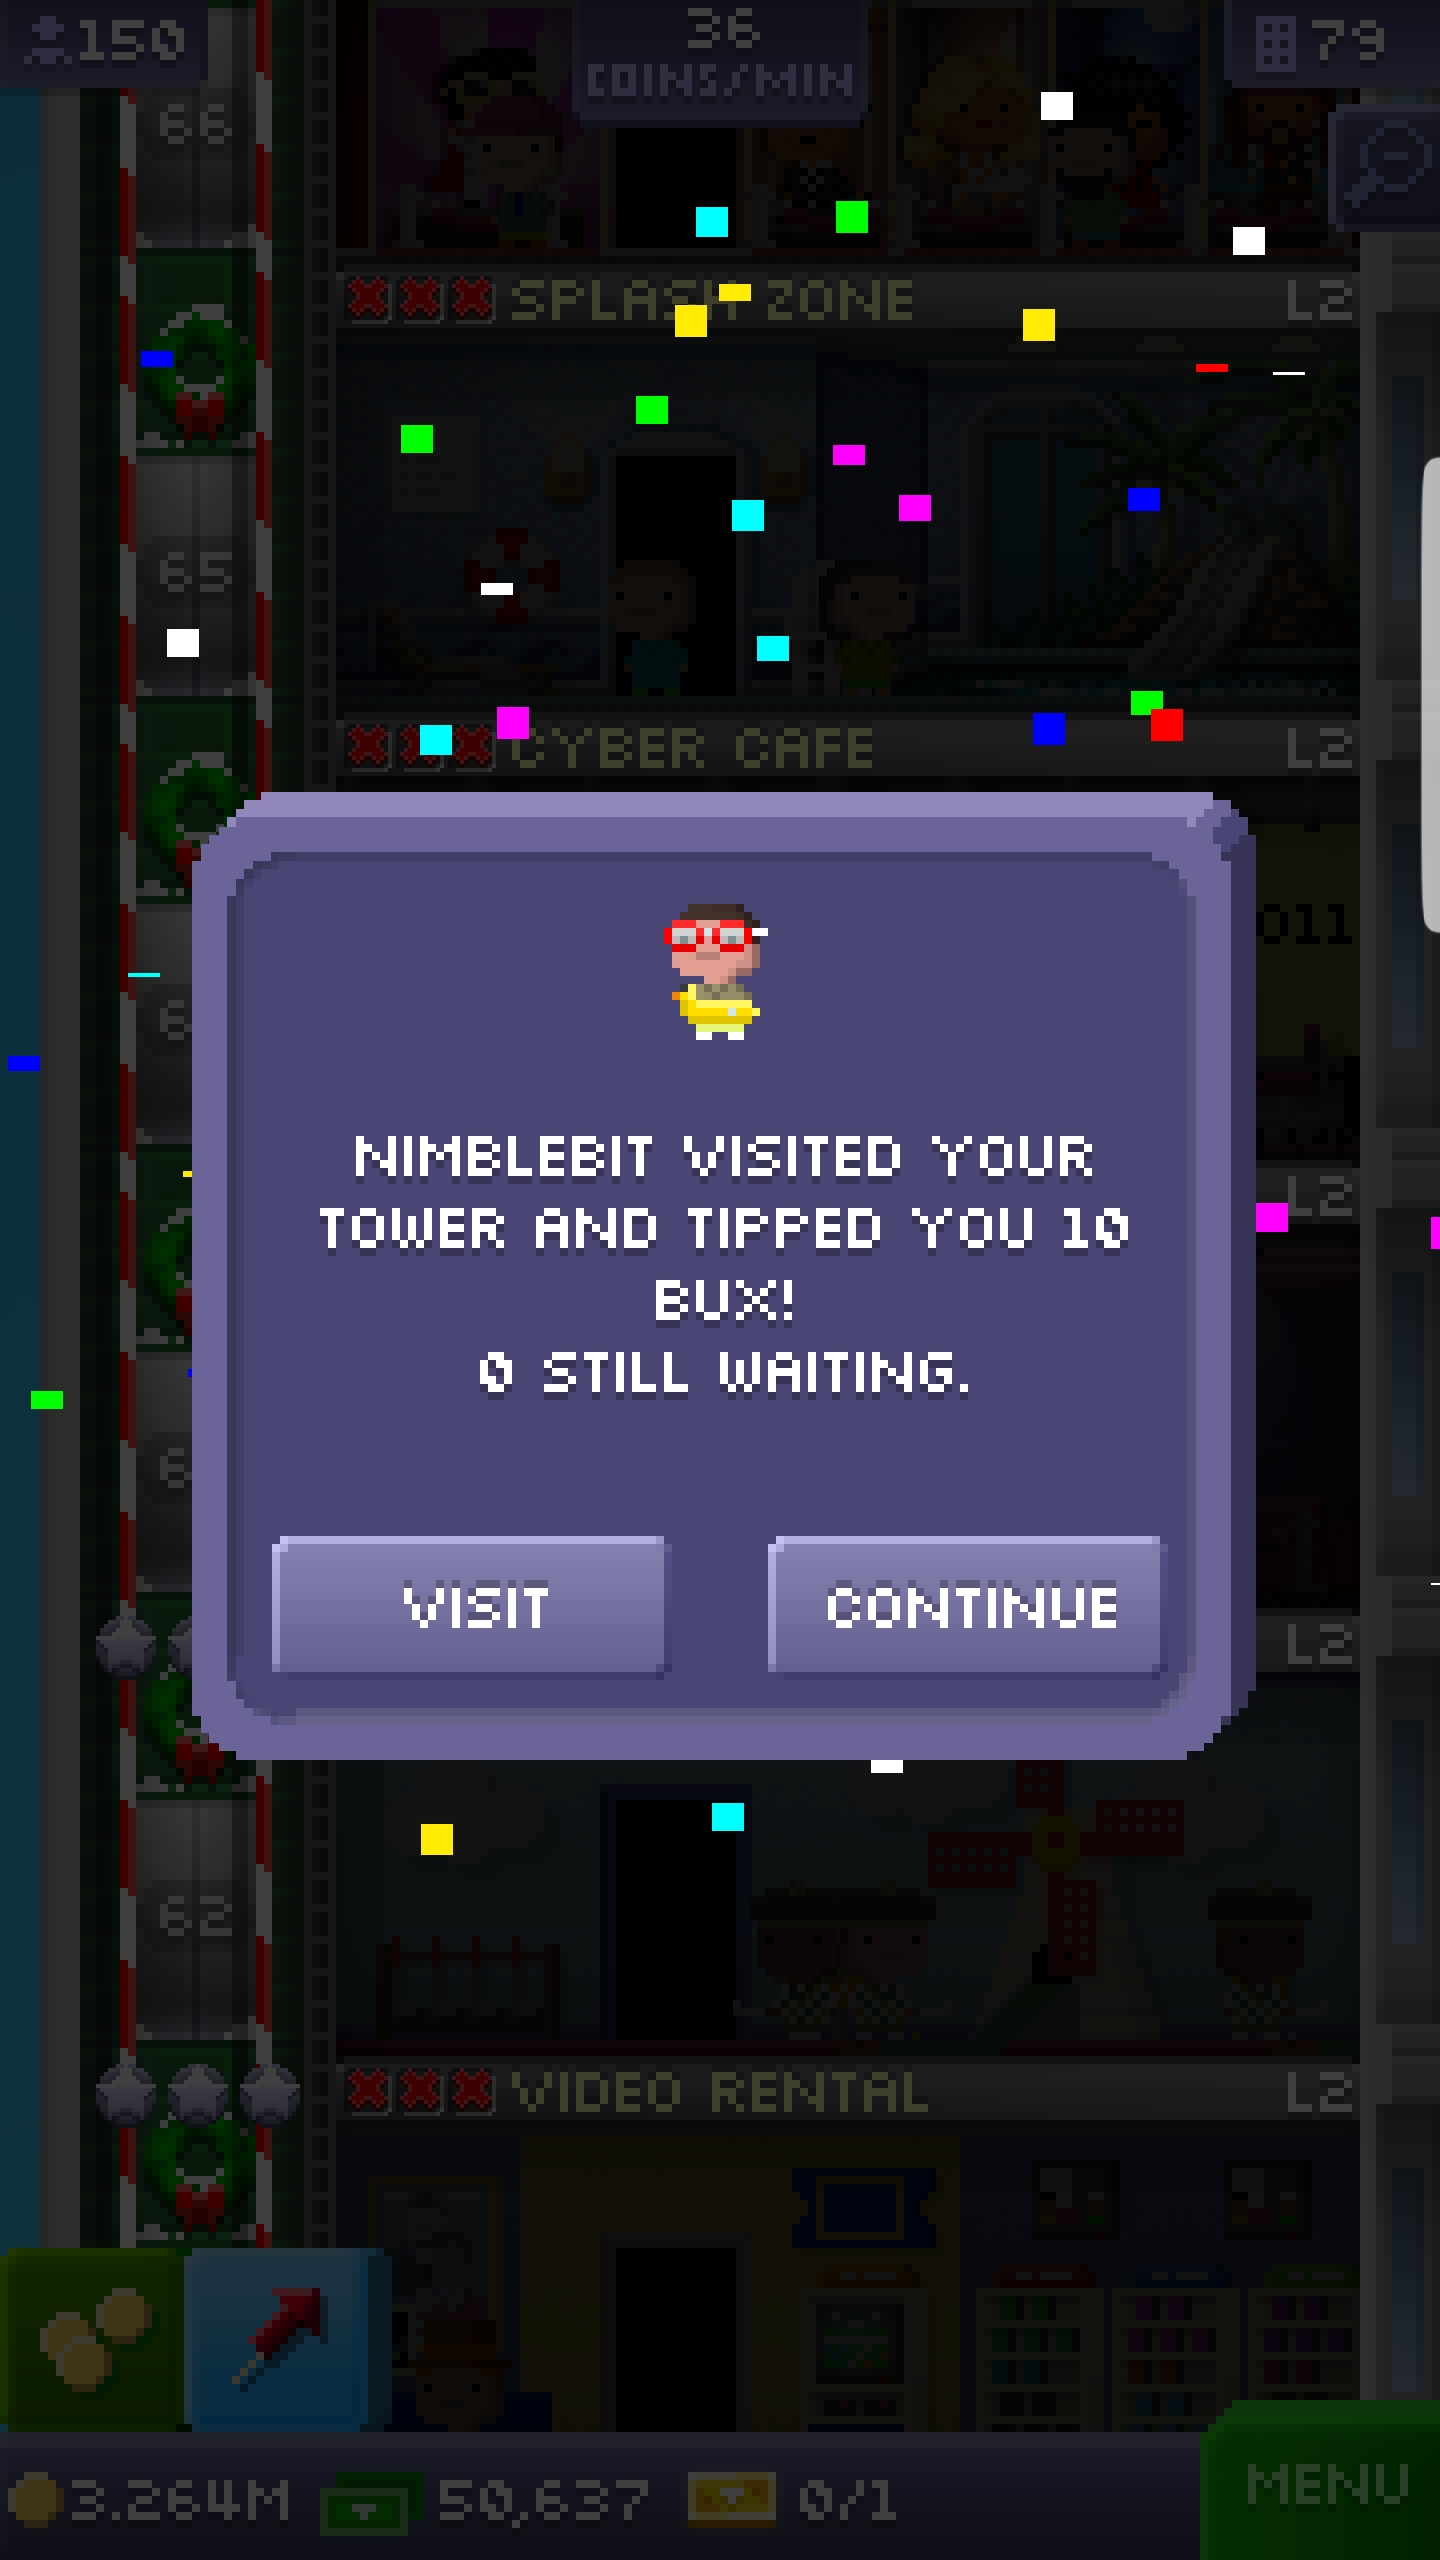 150
36
COINS/MIN
79
66
SPLASH ZONE
L2
65
CYBER CAFE
L2
NIMBLEBIT VISITED YOUR
TOWER AND TIPPED YOU 10
BUX!
0 STILL WAITING.
L2
VISIT
CONTINUE
L2
62
VIDEO RENTAL
L2
3.264M
50,637
0/1
MENU